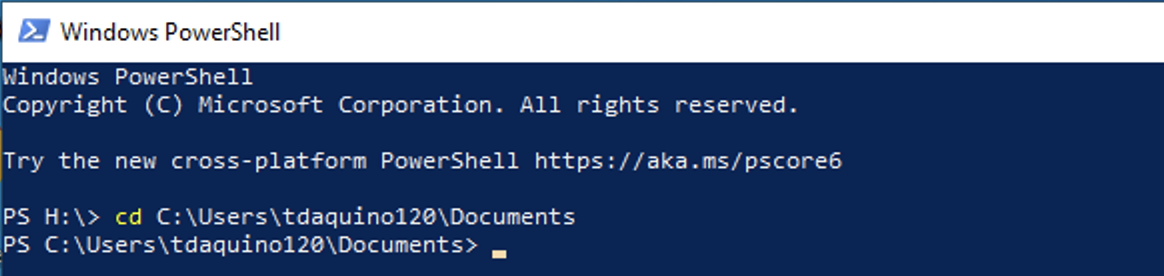 Windows PowerShell
Windows PowerShell
Copyright (C) Microsoft Corporation. All rights reserved.
Try the new cross-platform PowerShell https://aka.ms/pscore6
PS H:\> cd C:\Users\tdaquino120\Documents
PS C:\Users\tdaquino120\Documents> _